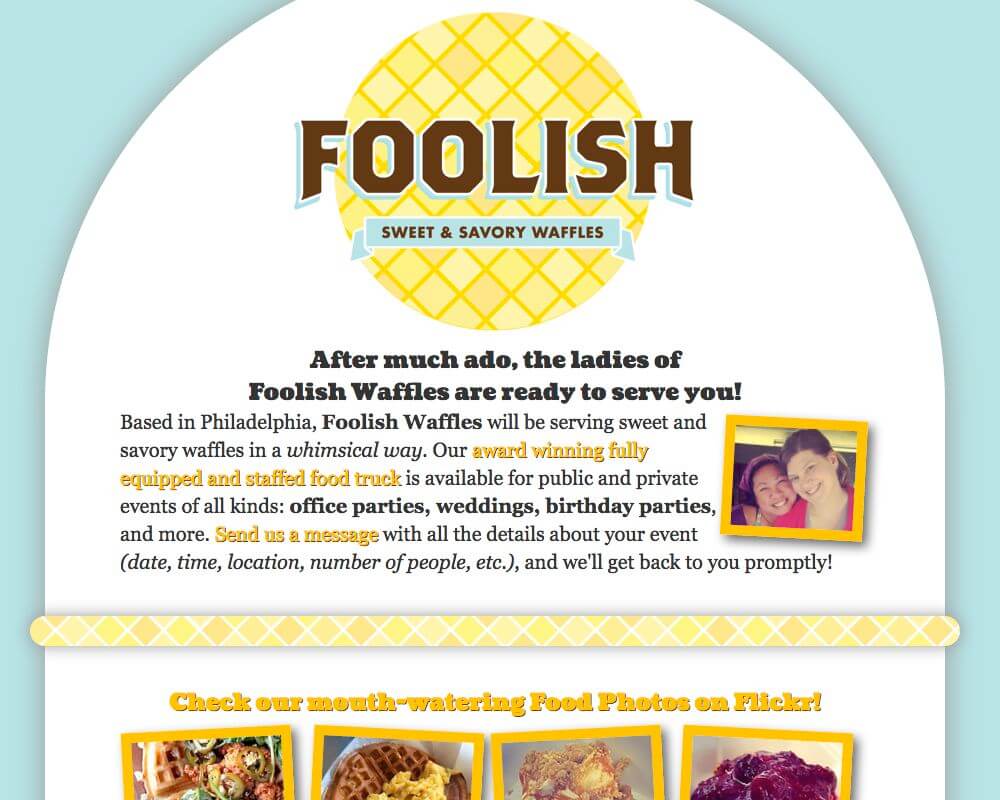 FOOLISH
SWEET & SAVORY WAFFLES
After much ado, the ladies of
Foolish Waffles are ready to serve you!
Based in Philadelphia, Foolish Waffles will be serving sweet and
savory waffles in a whimsical way. Our award winning fully
equipped and staffed food truck is available for public and private
events of all kinds: office parties, weddings, birthday parties,
and more. Send us a message with all the details about your event
(date, time, location, number of people, etc.), and we'll get back to you promptly!
Check our mouth-watering Food Photos on Flickr!